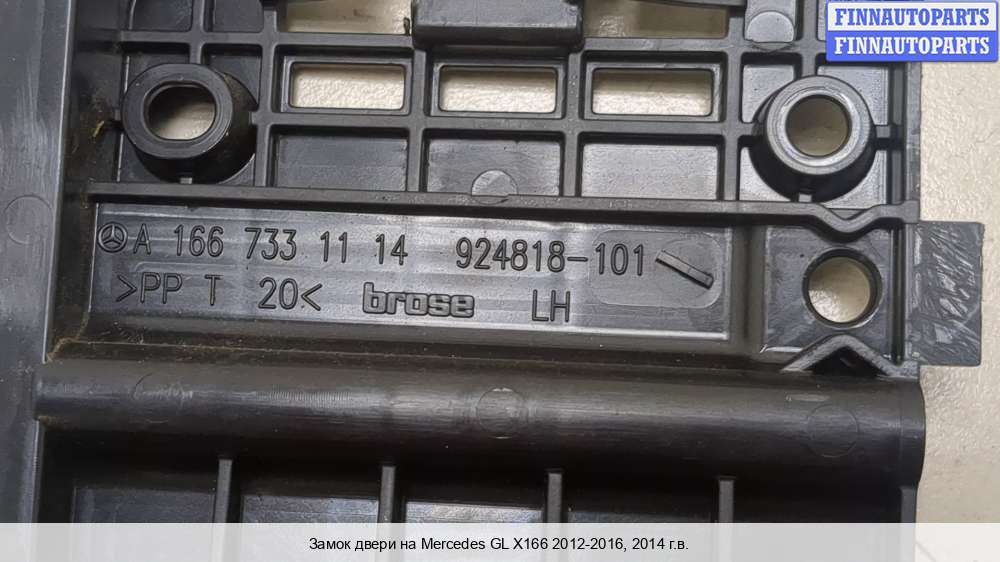 FINNAUTOPARTS
FINNAUTOPARTS
A 166 733 11 14 924818-101
>PP T 20< brose LH
Замок двери на Mercedes GL X166 2012-2016, 2014 г.в.